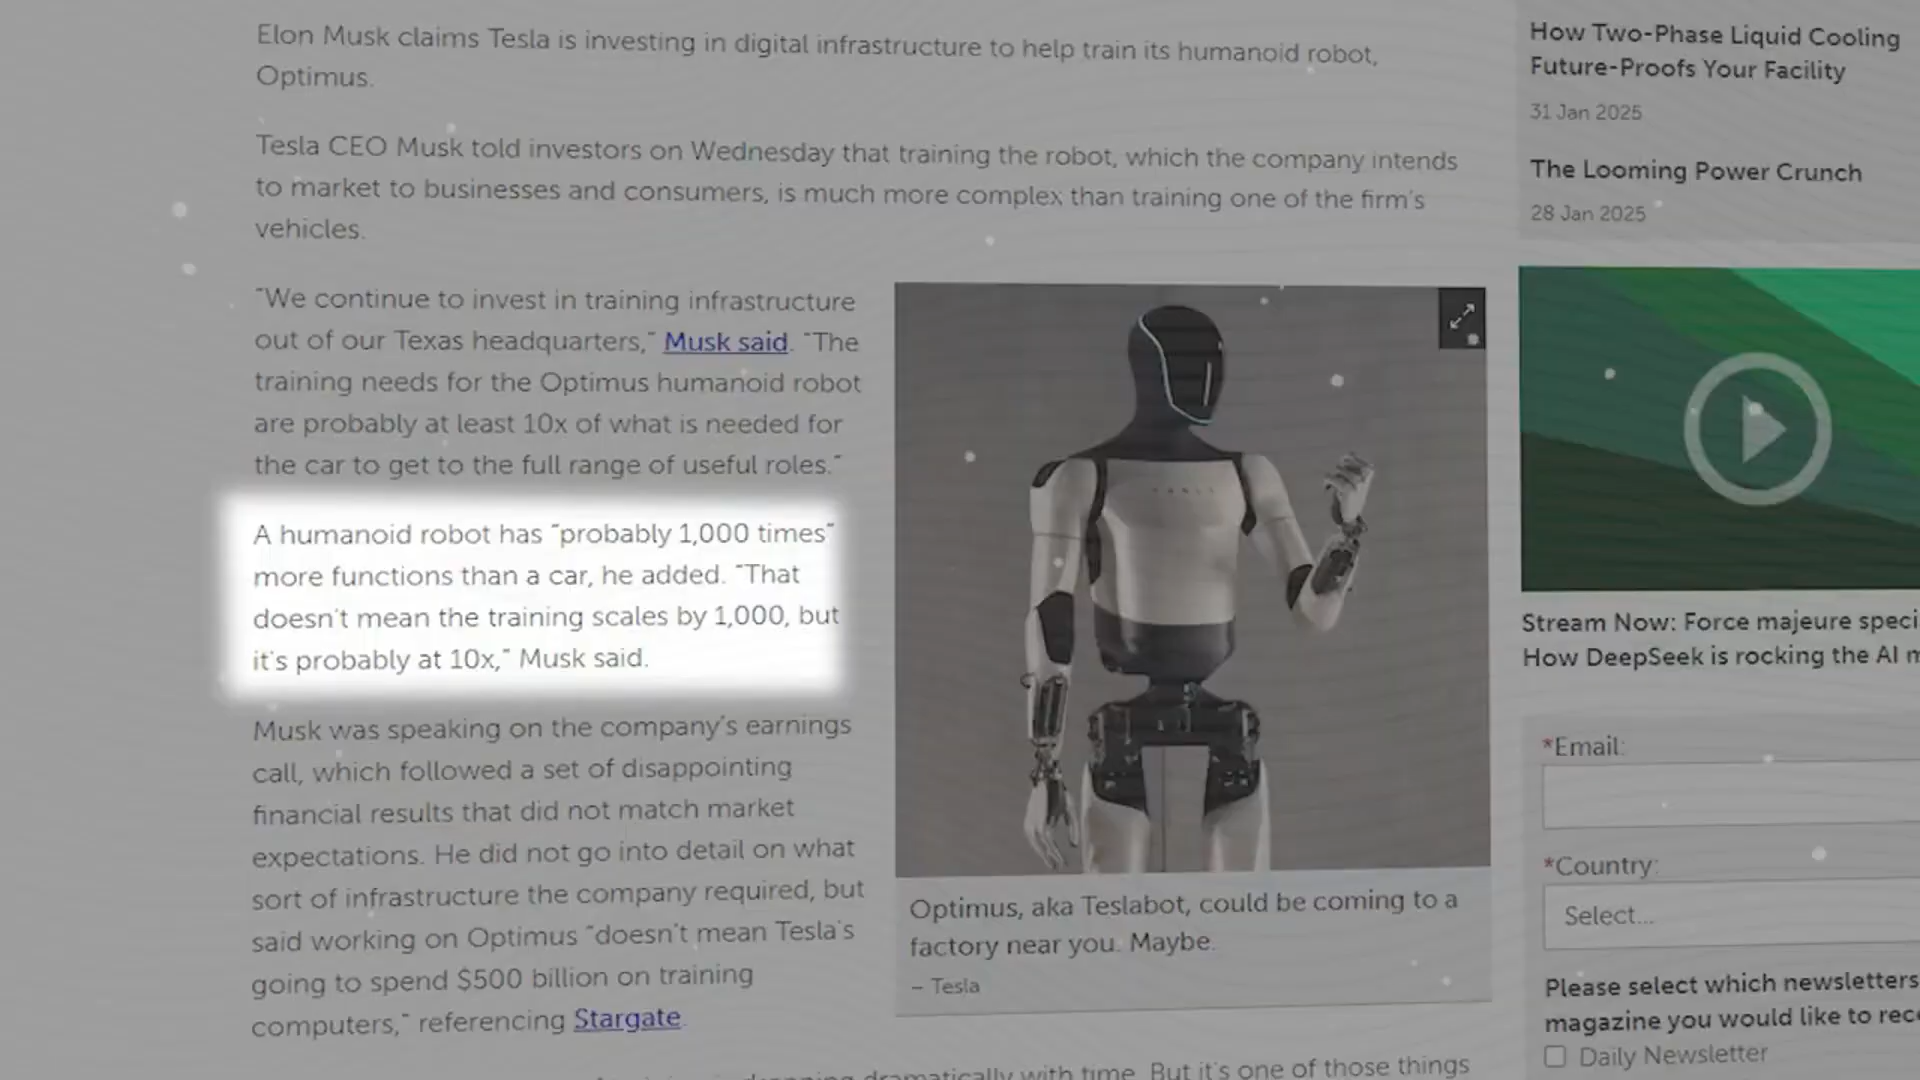 Elon Musk claims Tesla is investing in digital infrastructure to help train its humanoid robot,
Optimus.
Tesla CEO Musk told investors on Wednesday that training the robot, which the company intends
to market to businesses and consumers, is much more complex than training one of the firm's
vehicles.
"We continue to invest in training infrastructure
out of our Texas headquarters," Musk said. "The
training needs for the Optimus humanoid robot
are probably at least 10x of what is needed for
the car to get to the full range of useful roles."
A humanoid robot has "probably 1,000 times"
more functions than a car, he added. "That
doesn't mean the training scales by 1,000, but
it's probably at 10x," Musk said.
Musk was speaking on the company's earnings
call, which followed a set of disappointing
financial results that did not match market
expectations. He did not go into detail on what
sort of infrastructure the company required, but
said working on Optimus "doesn't mean Tesla's
going to spend $500 billion on training
computers," referencing Stargate.
dramatically with time. But it's one of those things
TESLA
Optimus, aka Teslabot, could be coming to a
factory near you. Maybe.
– Tesla
How Two-Phase Liquid Cooling
Future-Proofs Your Facility
31 Jan 2025
The Looming Power Crunch
28 Jan 2025
Stream Now: Force majeure speci
How DeepSeek is rocking the AI m
*Email:
*Country:
Select...
Please select which newsletters
magazine you would like to rece
Daily Newsletter